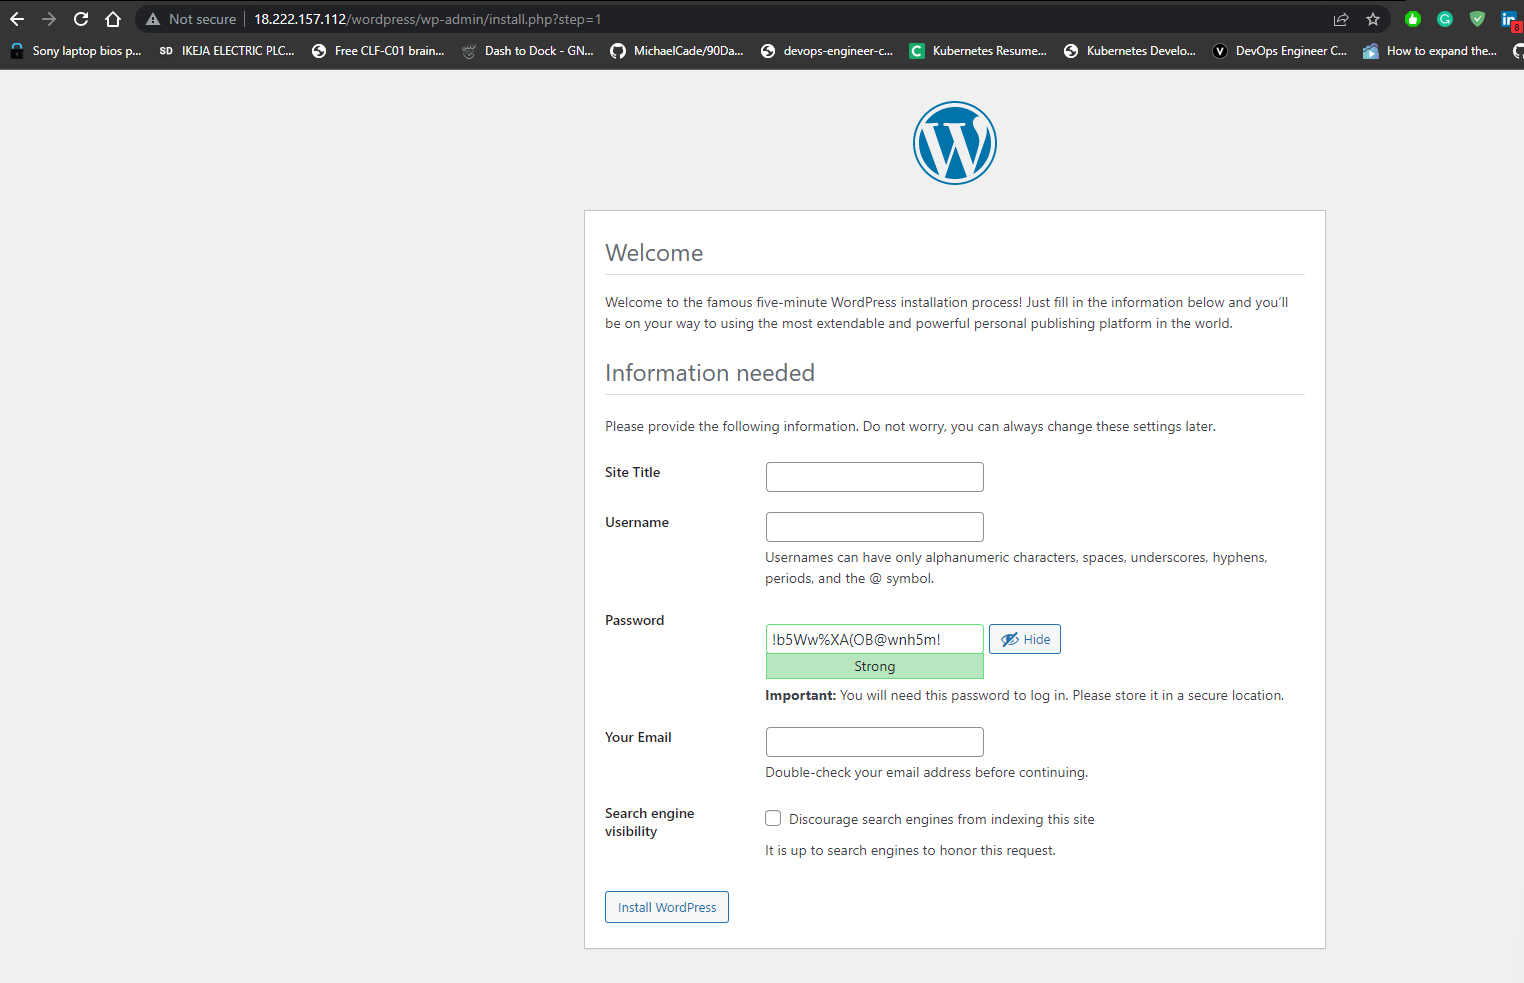 Not secure | 18.222.157.112/wordpress/wp-admin/install.php?step=1
8
Sony laptop bios p... SD IKEJA ELECTRIC PLC... Free CLF-C01 brain... Dash to Dock - GN... MichaelCade/90Da... devops-engineer-c... C Kubernetes Resume... Kubernetes Develo... V DevOps Engineer C... How to expand the...
Welcome
Welcome to the famous five-minute WordPress installation process! Just fill in the information below and you’ll
be on your way to using the most extendable and powerful personal publishing platform in the world.
Information needed
Please provide the following information. Do not worry, you can always change these settings later.
Site Title
Username
Usernames can have only alphanumeric characters, spaces, underscores, hyphens,
periods, and the @ symbol.
Password
!b5Ww%XA(OB@wnh5m!
Hide
Strong
Important: You will need this password to log in. Please store it in a secure location.
Your Email
Double-check your email address before continuing.
Search engine
visibility
Discourage search engines from indexing this site
It is up to search engines to honor this request.
Install WordPress